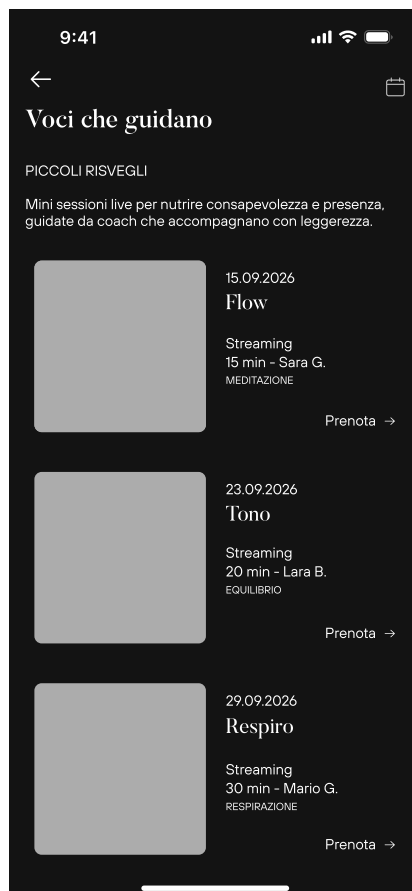 9:41
Voci che guidano
PICCOLI RISVEGLI
Mini sessioni live per nutrire consapevolezza e presenza,
guidate da coach che accompagnano con leggerezza.
15.09.2026
Flow
Streaming
15 min - Sara G.
MEDITAZIONE
Prenota →
23.09.2026
Tono
Streaming
20 min - Lara B.
EQUILIBRIO
Prenota →
29.09.2026
Respiro
Streaming
30 min - Mario G.
RESPIRAZIONE
Prenota →